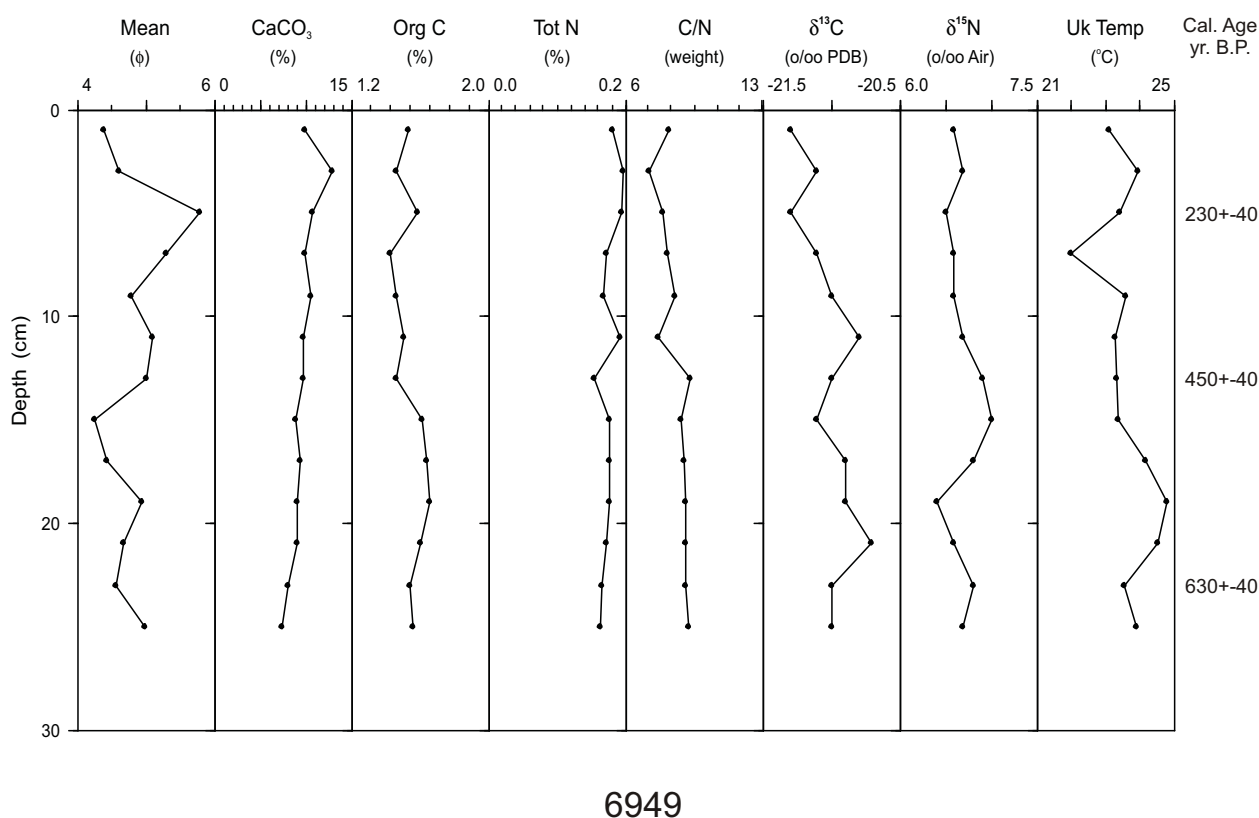 Mean CaCO₃ Org C Tot N C/N δ¹³C δ¹⁵N Uk Temp Cal. Age
(ϕ) (%) (%) (%) (weight) (o/oo PDB) (o/oo Air) (°C) yr. B.P.
4 6 0 15 1.2 2.0 0.0 0.2 6 13 -21.5 -20.5 6.0 7.5 21 25
0
230+-40
10
450+-40
Depth (cm)
20
630+-40
30
6949